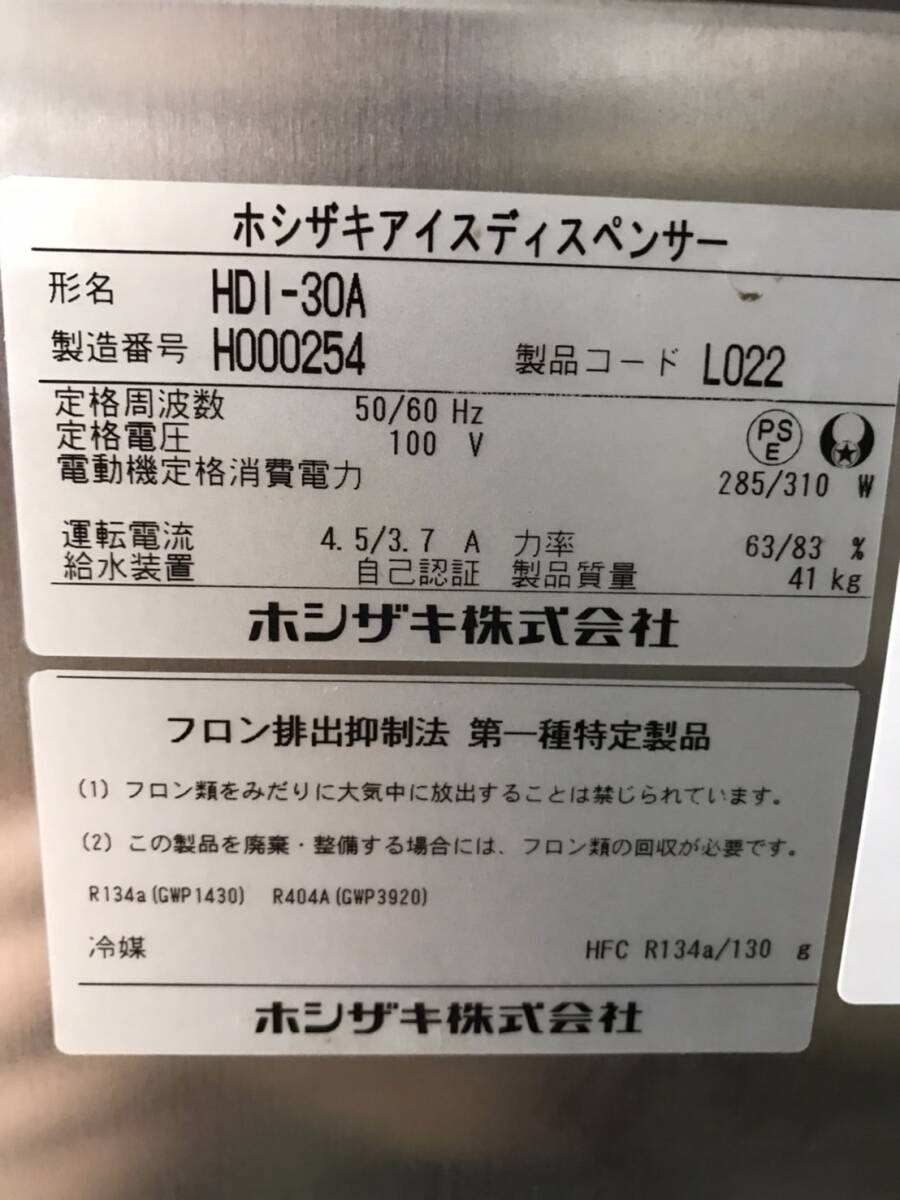 ホシザキアイスディスペンサー
形名 HDI-30A
製造番号 H000254 製品コード L022
定格周波数 50/60 Hz
定格電圧 100 V
PS E
電動機定格消費電力 285/310 W
運転電流 4.5/3.7 A 力率 63/83 %
給水装置 自己認証 製品質量 41 kg
ホシザキ株式会社
フロン排出抑制法 第一種特定製品
(1) フロン類をみだりに大気中に放出することは禁じられています。
(2) この製品を廃棄・整備する場合には、フロン類の回収が必要です。
R134a(GWP1430) R404A(GWP3920)
冷媒 HFC R134a/130 g
ホシザキ株式会社